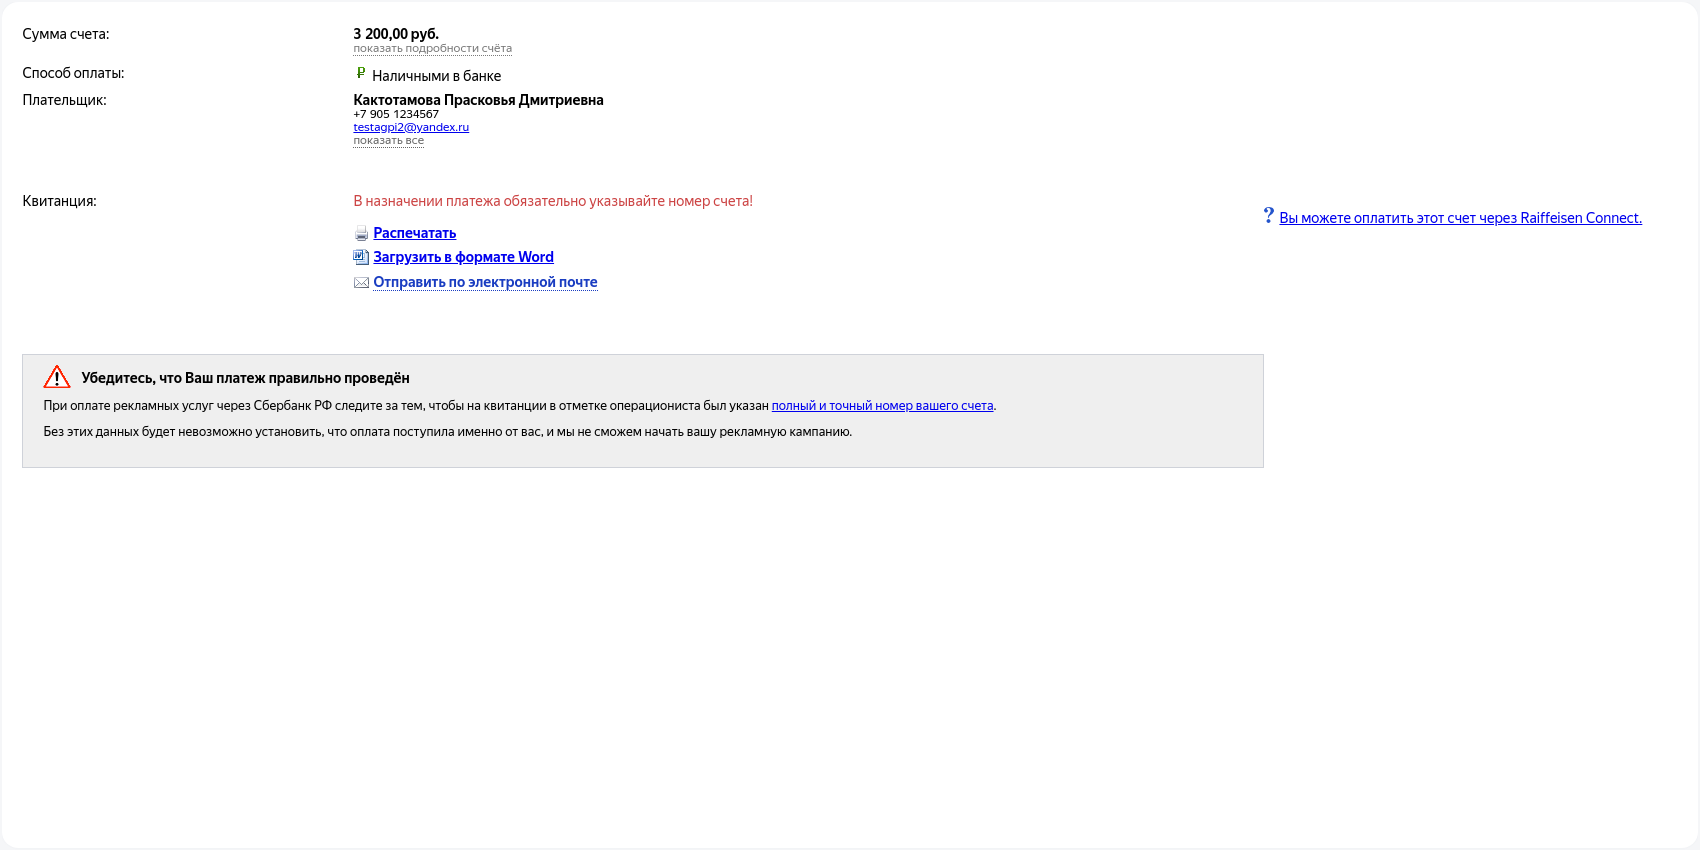 Сумма счета:
3 200,00 руб.
показать подробности счёта
Способ оплаты:
Наличными в банке
Плательщик:
Кактотамова Прасковья Дмитриевна
+7 905 1234567
testagpi2@yandex.ru
показать все
Квитанция:
В назначении платежа обязательно указывайте номер счета!
Распечатать
Загрузить в формате Word
Отправить по электронной почте
? Вы можете оплатить этот счет через Raiffeisen Connect.
Убедитесь, что Ваш платеж правильно проведён
При оплате рекламных услуг через Сбербанк РФ следите за тем, чтобы на квитанции в отметке операциониста был указан полный и точный номер вашего счета.
Без этих данных будет невозможно установить, что оплата поступила именно от вас, и мы не сможем начать вашу рекламную кампанию.